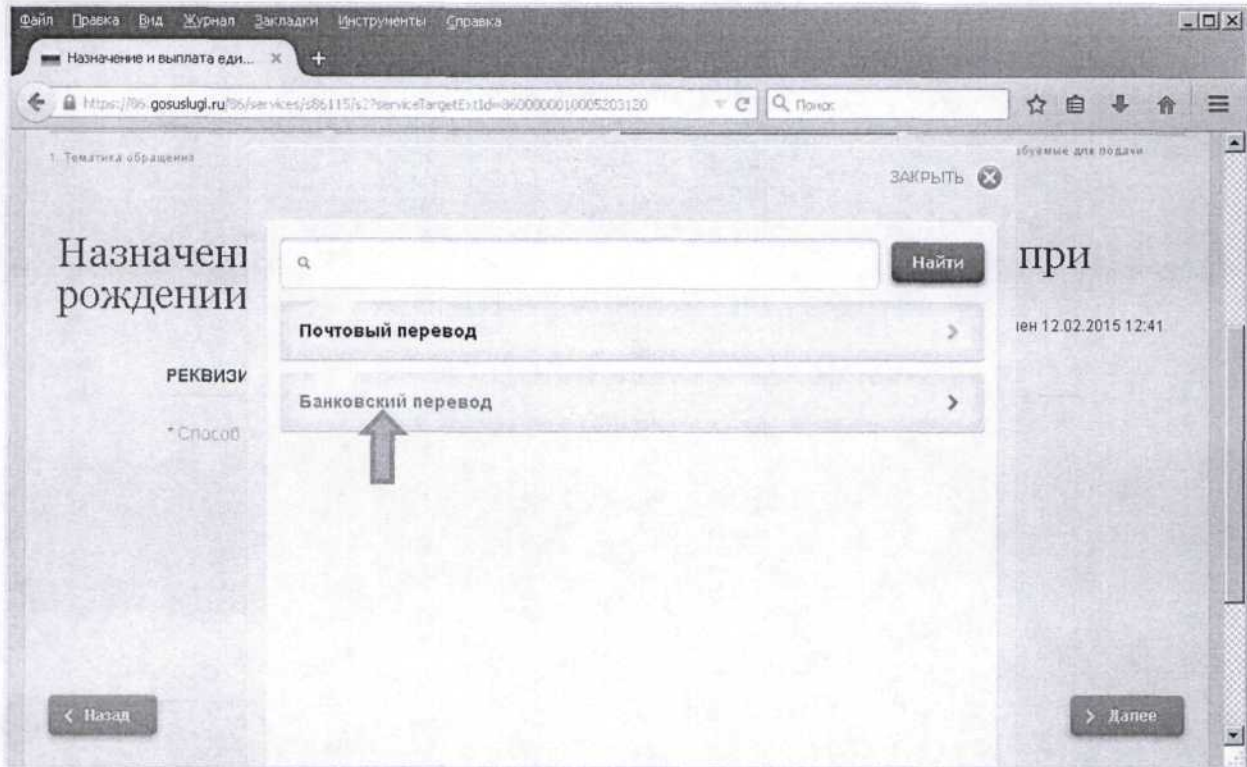 Файл Правка Вид Журнал Закладки Инструменты Справка
Назначение и выплата еди... × +
https://86.gosuslugi.ru/86/services/s86115/s2?serviceTargetExtId=8600000010005203120
Поиск
1. Тематика обращения
буемые для подачи
ЗАКРЫТЬ
Назначени
при
рождении
Найти
Почтовый перевод
ен 12.02.2015 12:41
РЕКВИЗИ
Банковский перевод
* Способ
< Назад
> Далее